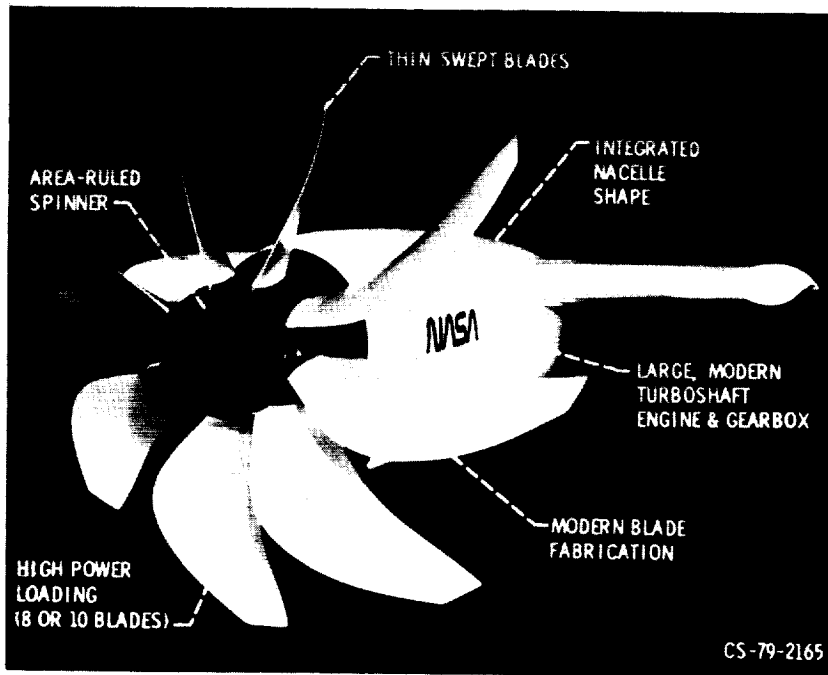 THIN SWEPT BLADES
INTEGRATED
NACELLE
SHAPE
AREA-RULED
SPINNER
NASA
LARGE, MODERN
TURBOSHAFT
ENGINE & GEARBOX
MODERN BLADE
FABRICATION
HIGH POWER
LOADING
(8 OR 10 BLADES)
CS-79-2165